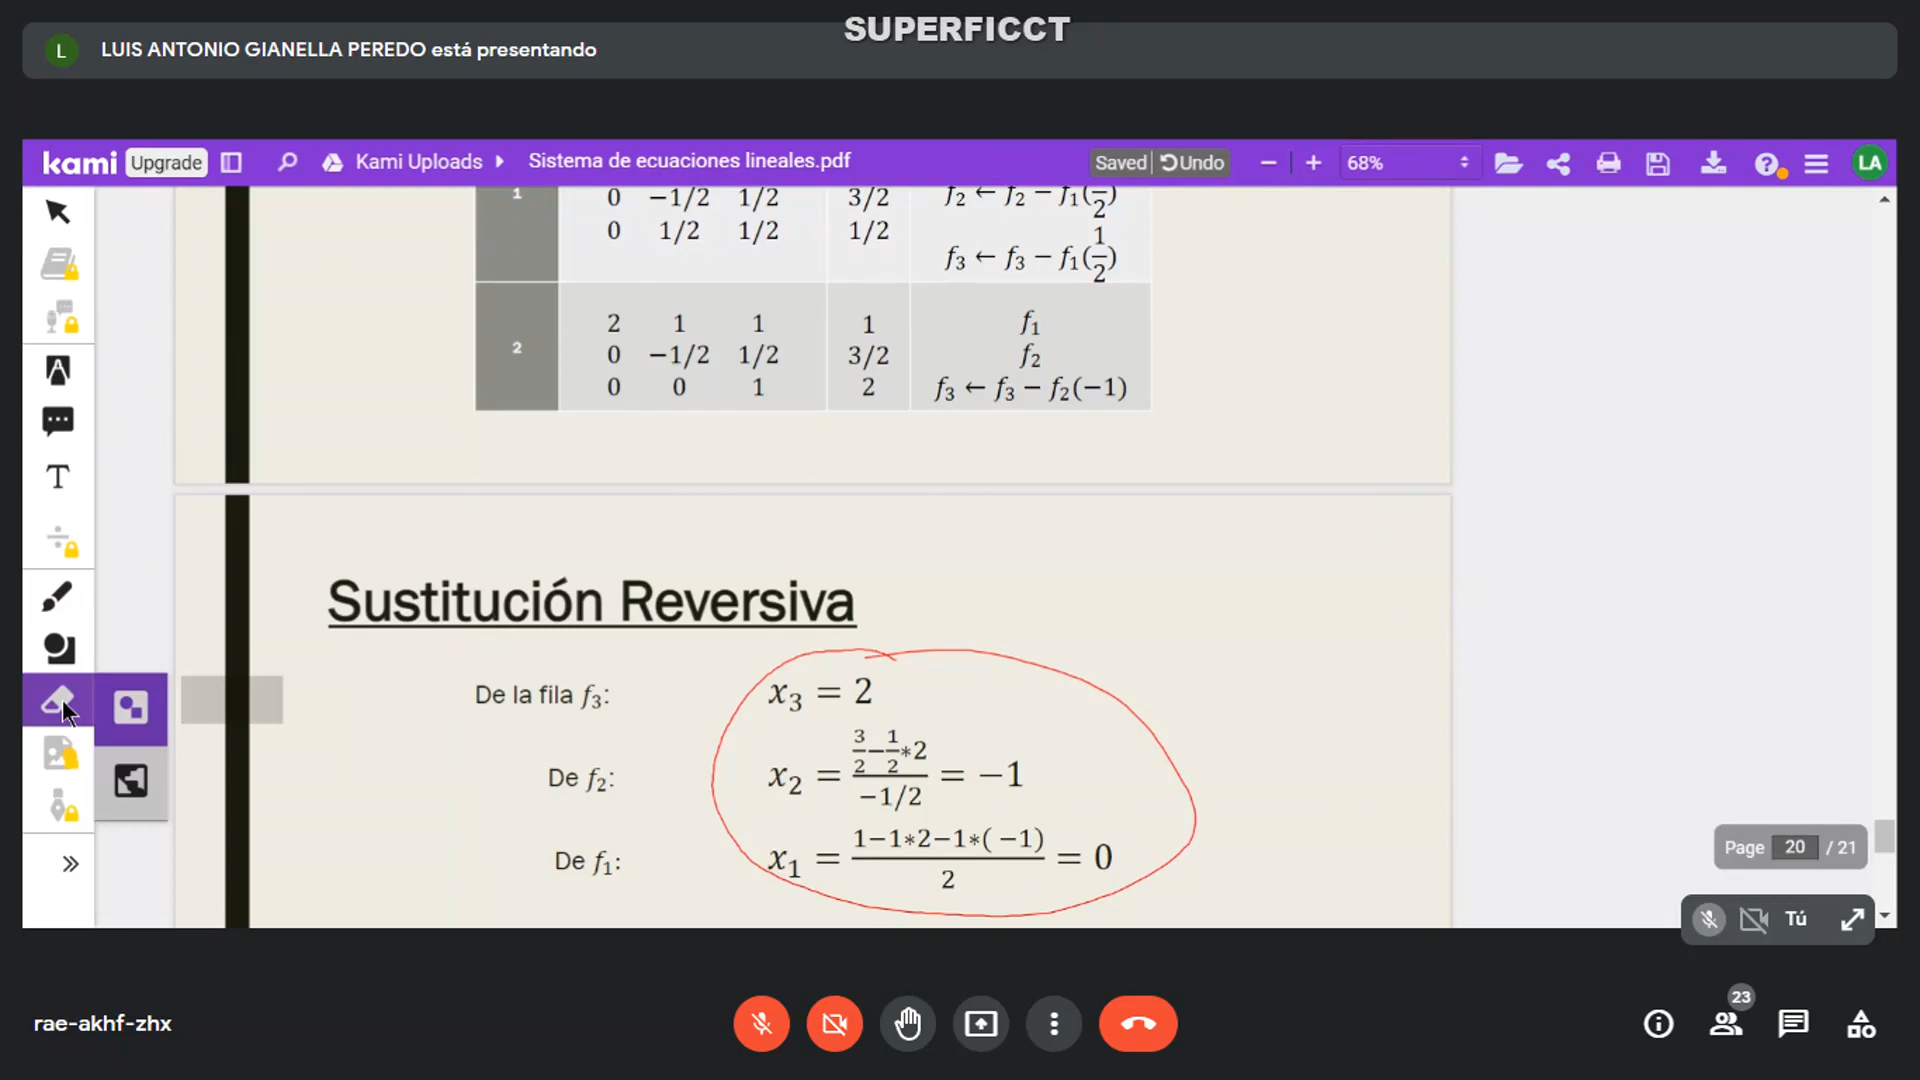 SUPERFICCT
L LUIS ANTONIO GIANELLA PEREDO está presentando
kami Upgrade Kami Uploads Sistema de ecuaciones lineales.pdf Saved Undo − + 68% LA
1 0 −1/2 1/2 3/2 f₂ ← f₂ − f₁(½)
0 1/2 1/2 1/2
f₃ ← f₃ − f₁(1/2)
2 1 1 1 f₁
2 0 −1/2 1/2 3/2 f₂
0 0 1 2 f₃ ← f₃ − f₂(−1)
Sustitución Reversiva
De la fila f₃: x₃ = 2
De f₂: x₂ = (3/2−1/2*2)/(−1/2) = −1
De f₁: x₁ = (1−1*2−1*(−1))/2 = 0
Page 20 / 21
Tú
rae-akhf-zhx
23